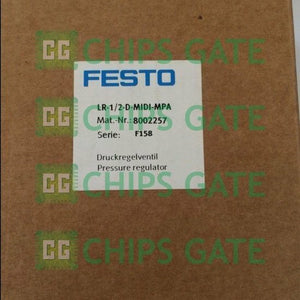 CHIPS GATE
FESTO
LR-1/2-D-MIDI-MPA
Mat.-Nr. 8002257
Serie: F158
CHIPS GATE
Druckregelventil
Pressure regulator
CHIPS GATE
CHIPS GATE